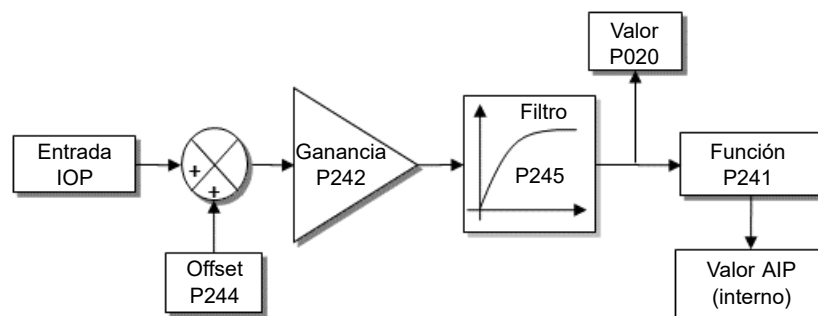 Valor
P020
Entrada
IOP
+
+
Offset
P244
Ganancia
P242
Filtro
P245
Función
P241
Valor AIP
(interno)